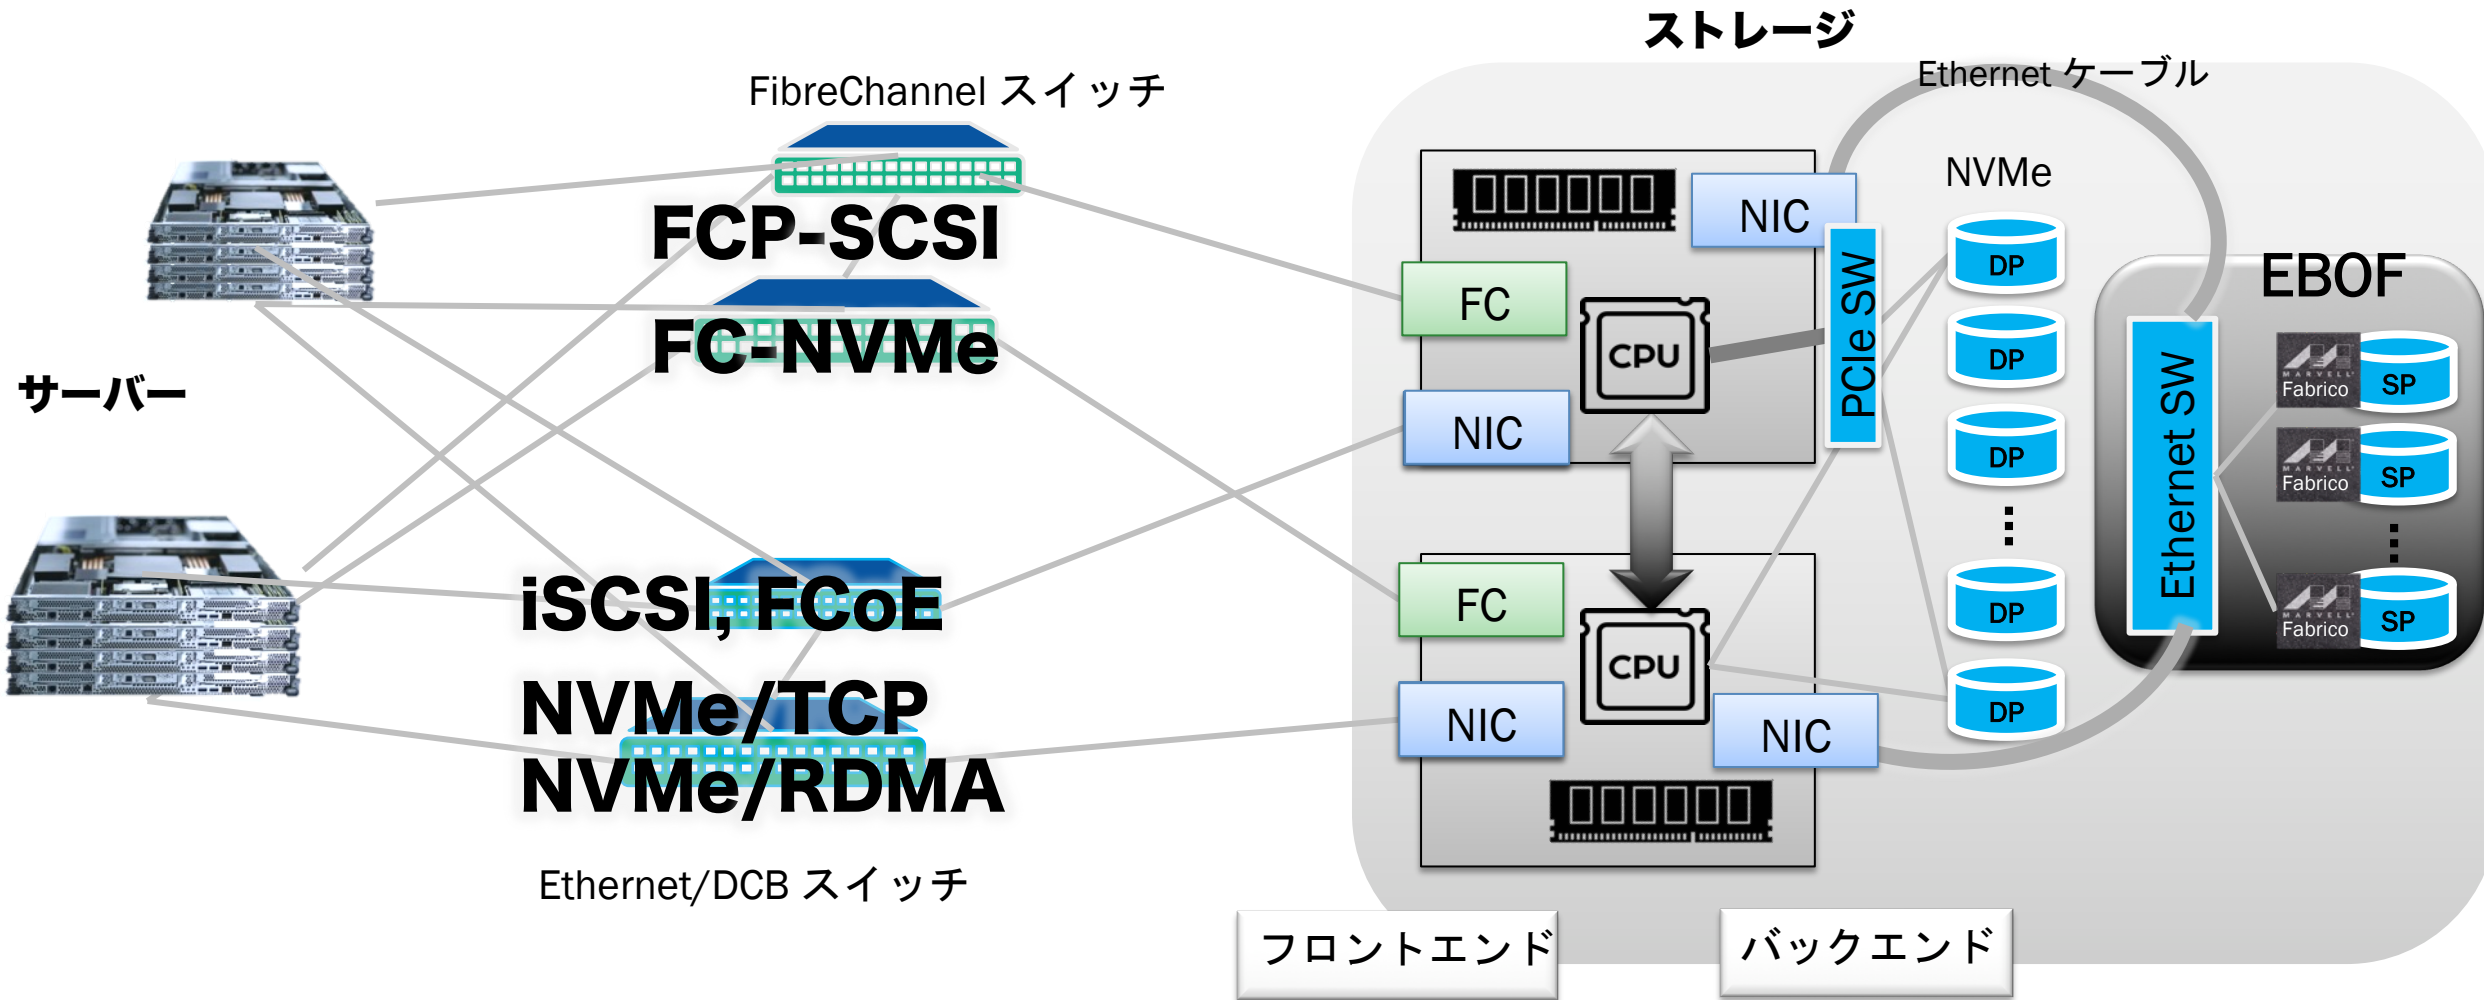 ストレージ
Ethernet ケーブル
FibreChannel スイッチ
FCP-SCSI
FC-NVMe
サーバー
iSCSI, FCoE
NVMe/TCP
NVMe/RDMA
Ethernet/DCB スイッチ
NIC
FC
CPU
NIC
PCIe SW
FC
CPU
NIC
NIC
NVMe
DP
DP
DP
DP
DP
EBOF
Ethernet SW
MARVELL
Fabrico
SP
MARVELL
Fabrico
SP
MARVELL
Fabrico
SP
フロントエンド
バックエンド